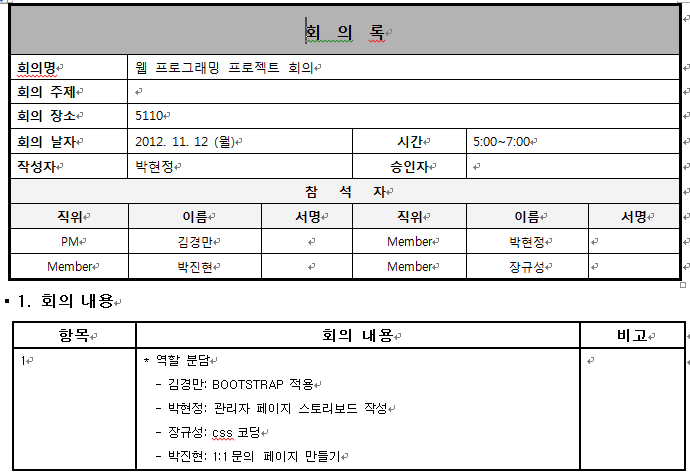 회 의 록
회의명 웹 프로그래밍 프로젝트 회의
회의 주제
회의 장소 5110
회의 날자 2012. 11. 12 (월) 시간 5:00~7:00
작성자 박현정 승인자
참 석 자
직위 이름 서명 직위 이름 서명
PM 김경만 Member 박현정
Member 박진현 Member 장규성
▪ 1. 회의 내용
항목 회의 내용 비고
1 * 역할 분담
- 김경만: BOOTSTRAP 적용
- 박현정: 관리자 페이지 스토리보드 작성
- 장규성: css 코딩
- 박진현: 1:1 문의 페이지 만들기